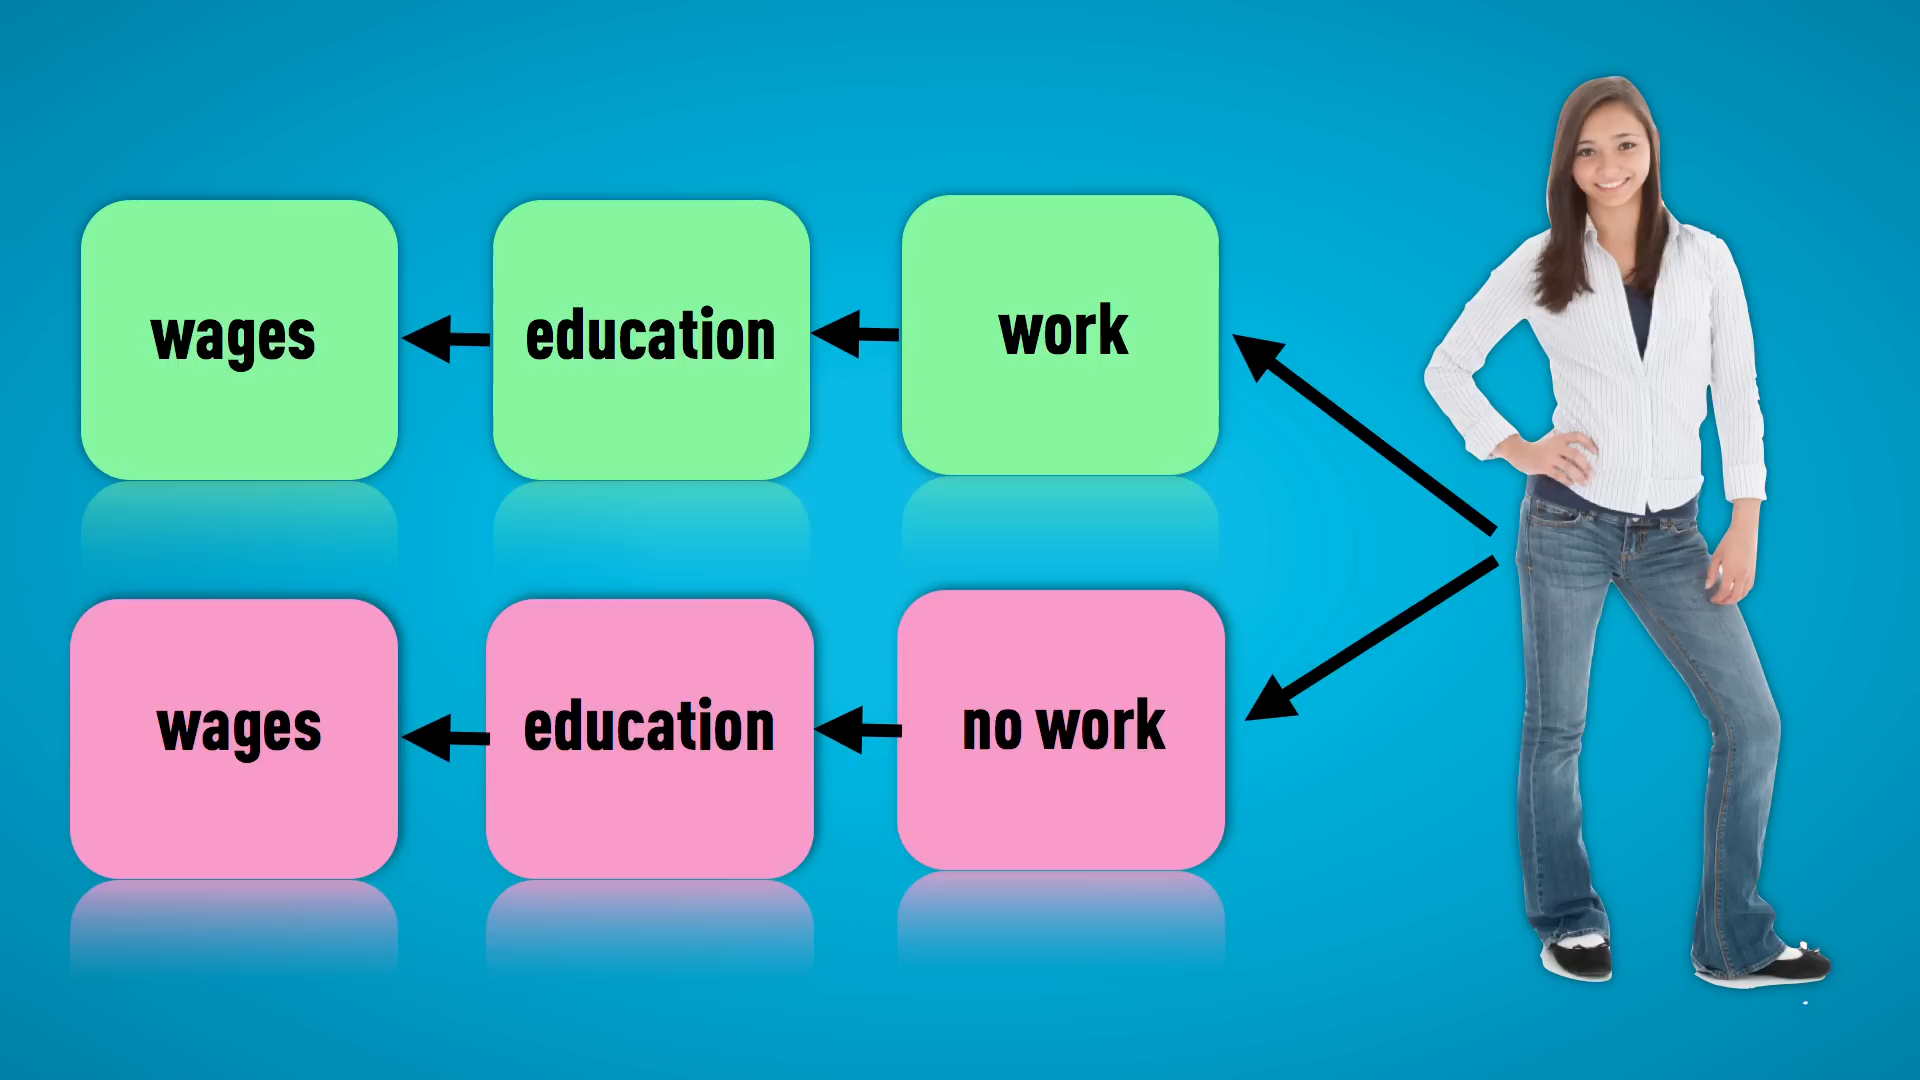 wages
education
work
wages
education
no work